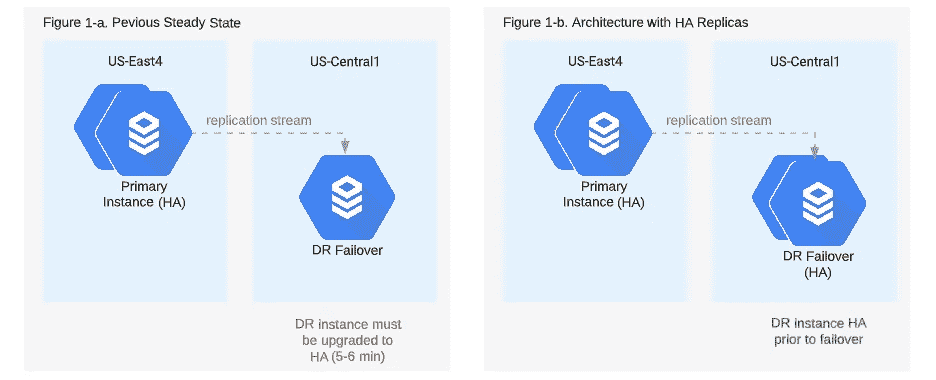 Figure 1-a. Pevious Steady State
US-East4
US-Central1
replication stream
Primary
Instance (HA)
DR Failover
DR instance must
be upgraded to
HA (5-6 min)
Figure 1-b. Architecture with HA Replicas
US-East4
US-Central1
replication stream
Primary
Instance (HA)
DR Failover
(HA)
DR instance HA
prior to failover